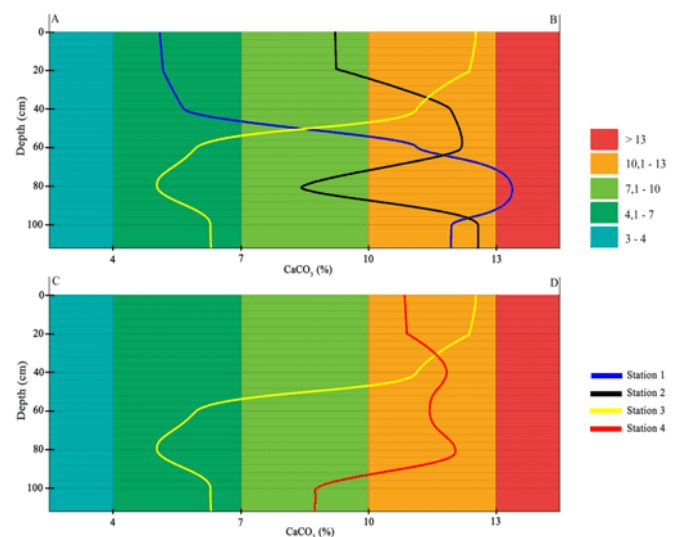 A B
0
20
40
60
80
100
Depth (cm)
4 7 10 13
CaCO₃ (%)
> 13
10,1 - 13
7,1 - 10
4,1 - 7
3 - 4
C D
0
20
40
60
80
100
Depth (cm)
4 7 10 13
CaCO₃ (%)
Station 1
Station 2
Station 3
Station 4